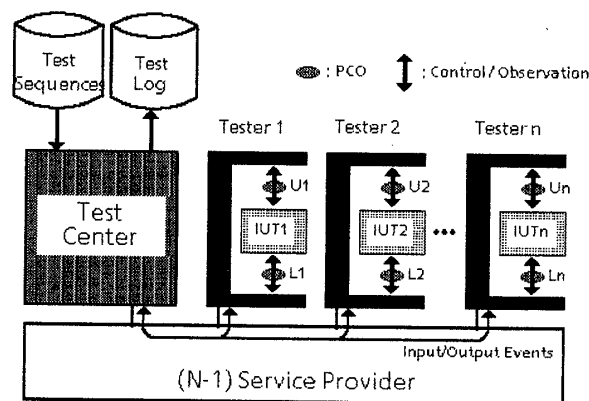 Test
Sequences
Test
Log
: PCO
: Control / Observation
Tester 1
Tester 2
Tester n
Test
Center
U1
IUT1
L1
U2
IUT2
L2
•••
Un
IUTn
Ln
Input/Output Events
(N-1) Service Provider